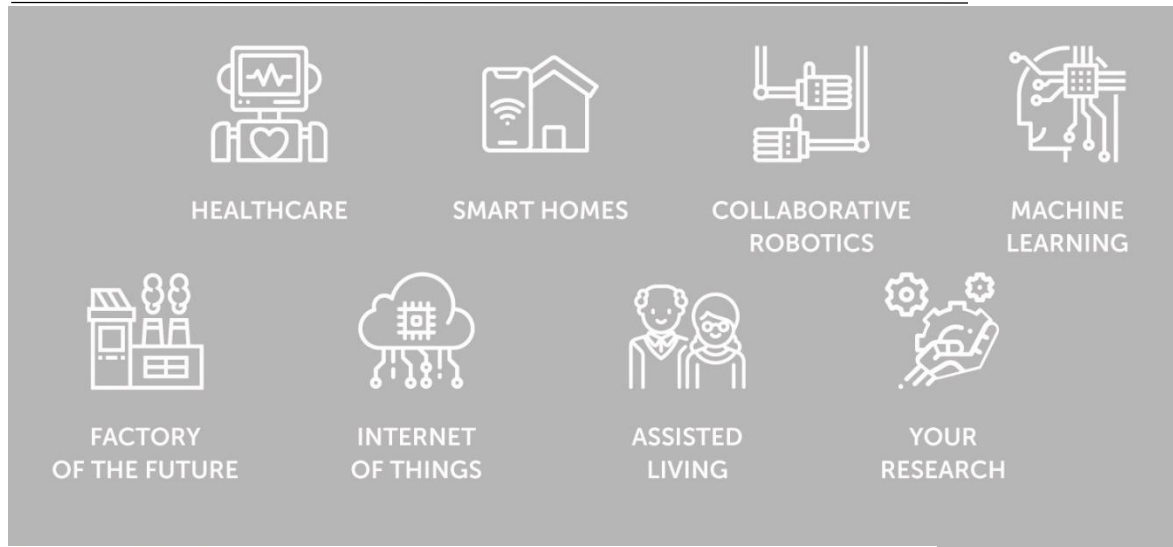 HEALTHCARE
SMART HOMES
COLLABORATIVE
ROBOTICS
MACHINE
LEARNING
FACTORY
OF THE FUTURE
INTERNET
OF THINGS
ASSISTED
LIVING
YOUR
RESEARCH